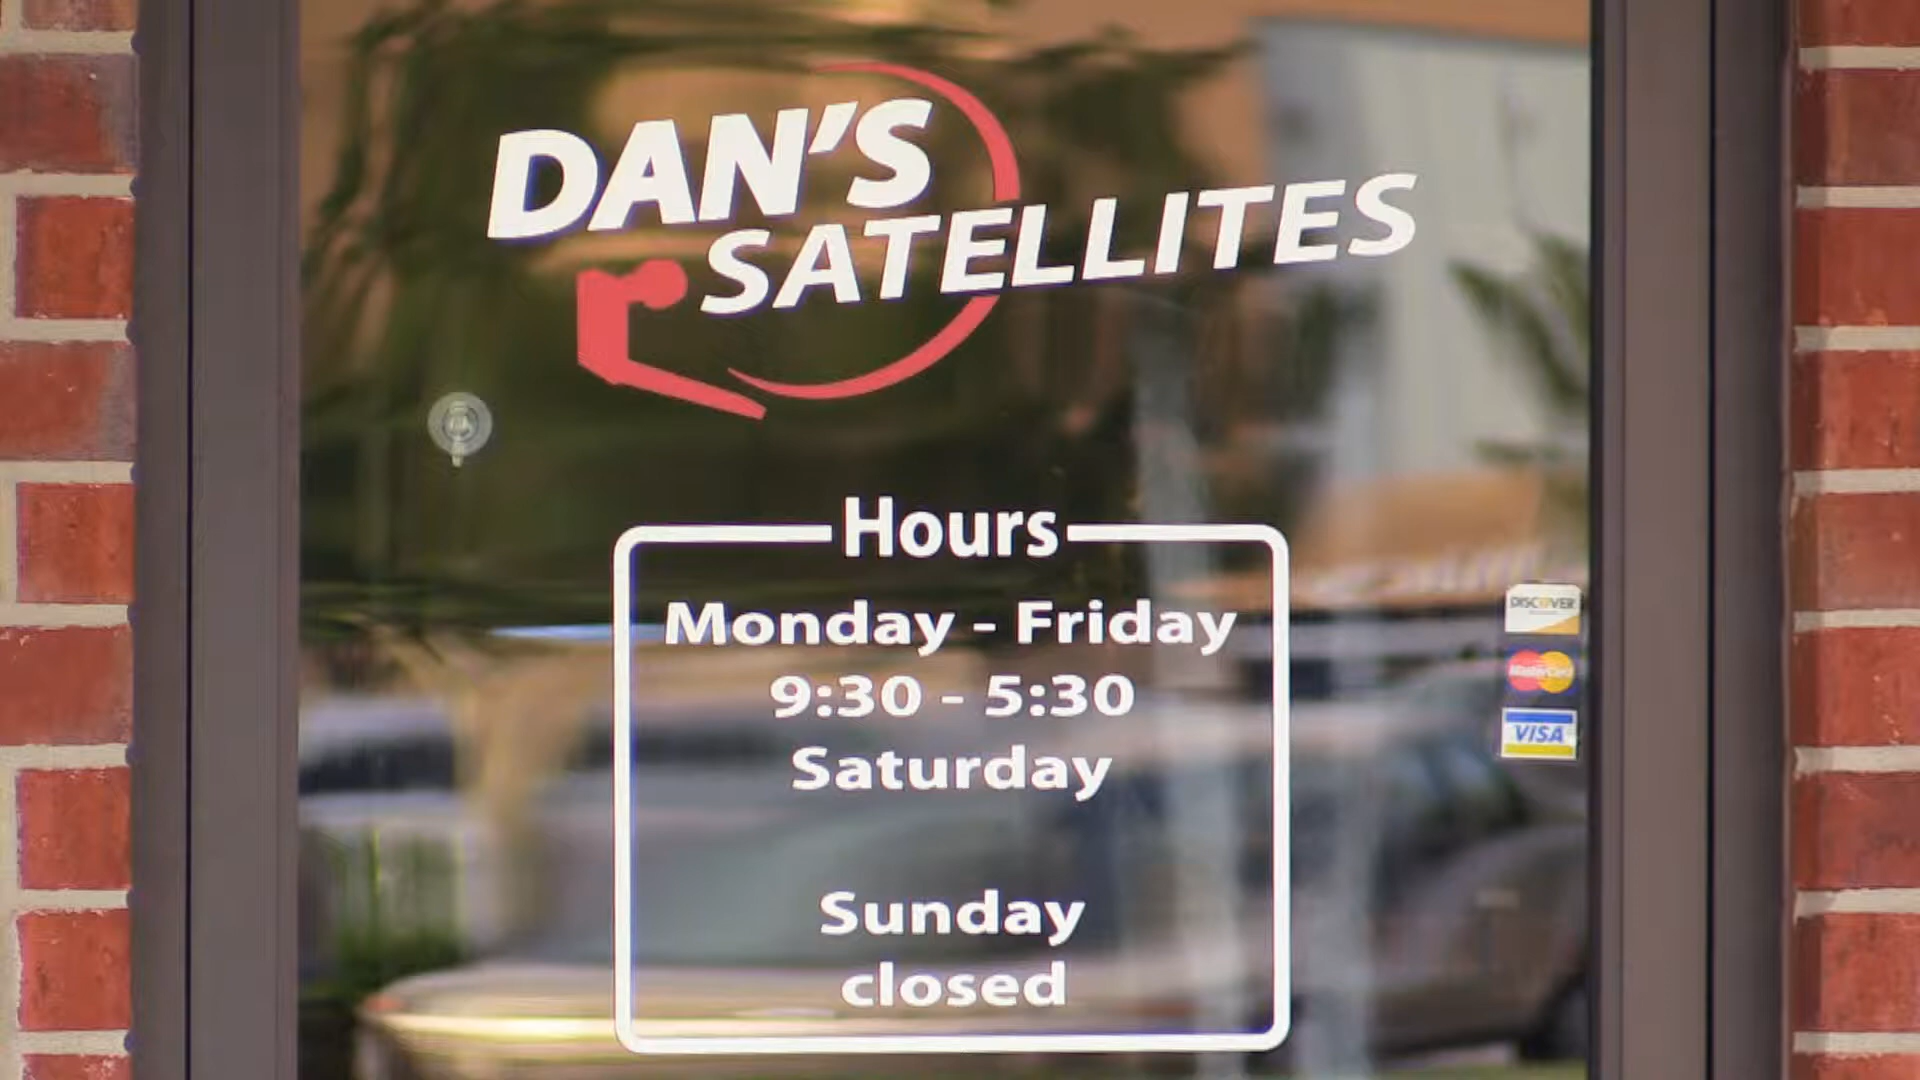 DAN'S
SATELLITES
Hours
Monday - Friday
9:30 - 5:30
Saturday
Sunday
closed
DISCOVER
MasterCard
VISA